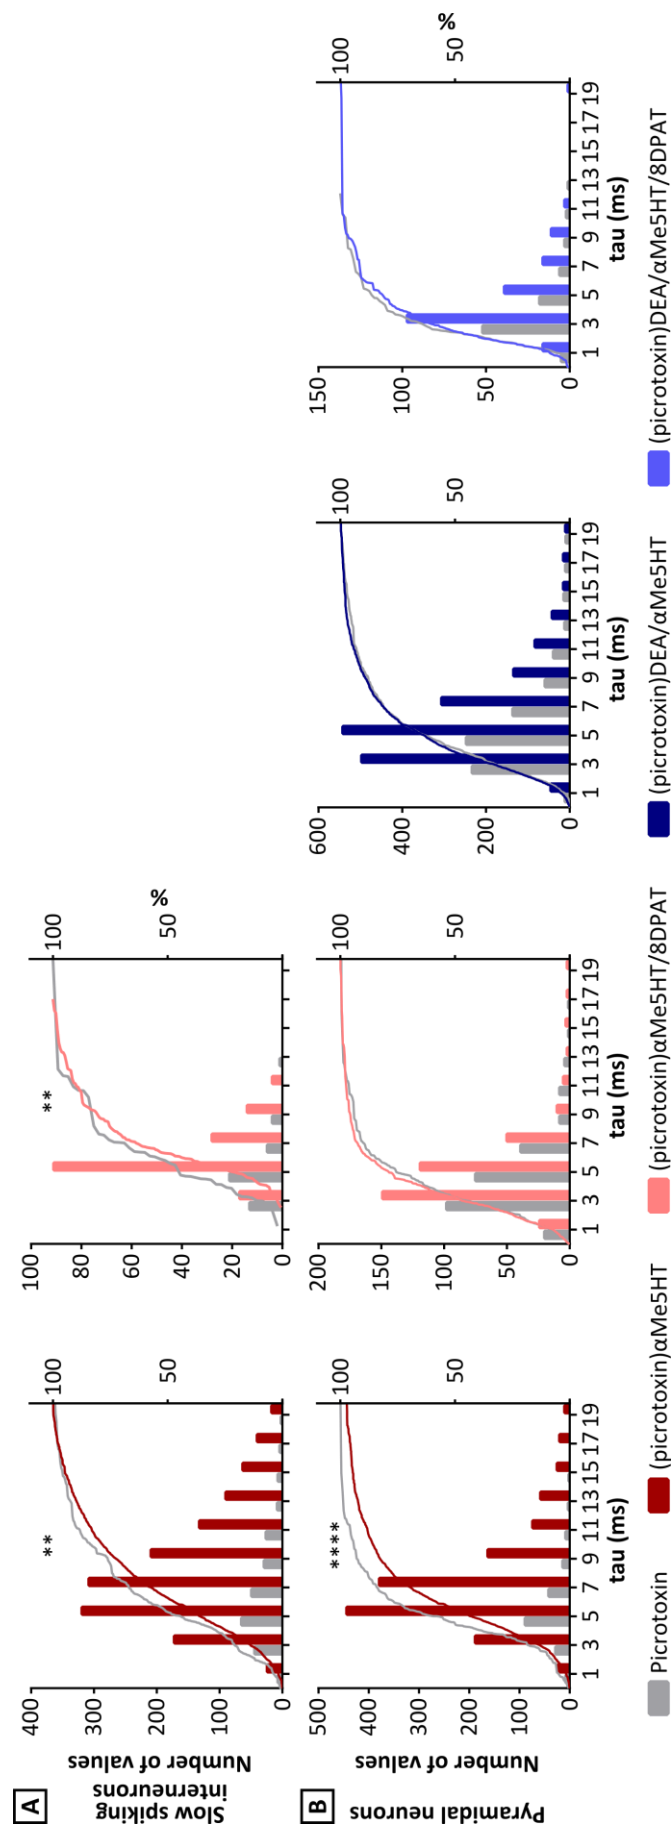 A
Slow spiking
interneurons
Number of values
400
300
200
100
0
**
100
50
1 3 5 7 9 11 13 15 17 19
100
80
60
40
20
0
**
100
50
%
B
Pyramidal neurons
Number of values
500
400
300
200
100
0
****
100
50
1 3 5 7 9 11 13 15 17 19
tau (ms)
200
150
100
50
0
100
50
1 3 5 7 9 11 13 15 17 19
tau (ms)
600
400
200
0
100
50
1 3 5 7 9 11 13 15 17 19
tau (ms)
150
100
50
0
100
50
%
1 3 5 7 9 11 13 15 17 19
tau (ms)
Picrotoxin (picrotoxin)αMe5HT (picrotoxin)αMe5HT/8DPAT (picrotoxin)DEA/αMe5HT (picrotoxin)DEA/αMe5HT/8DPAT